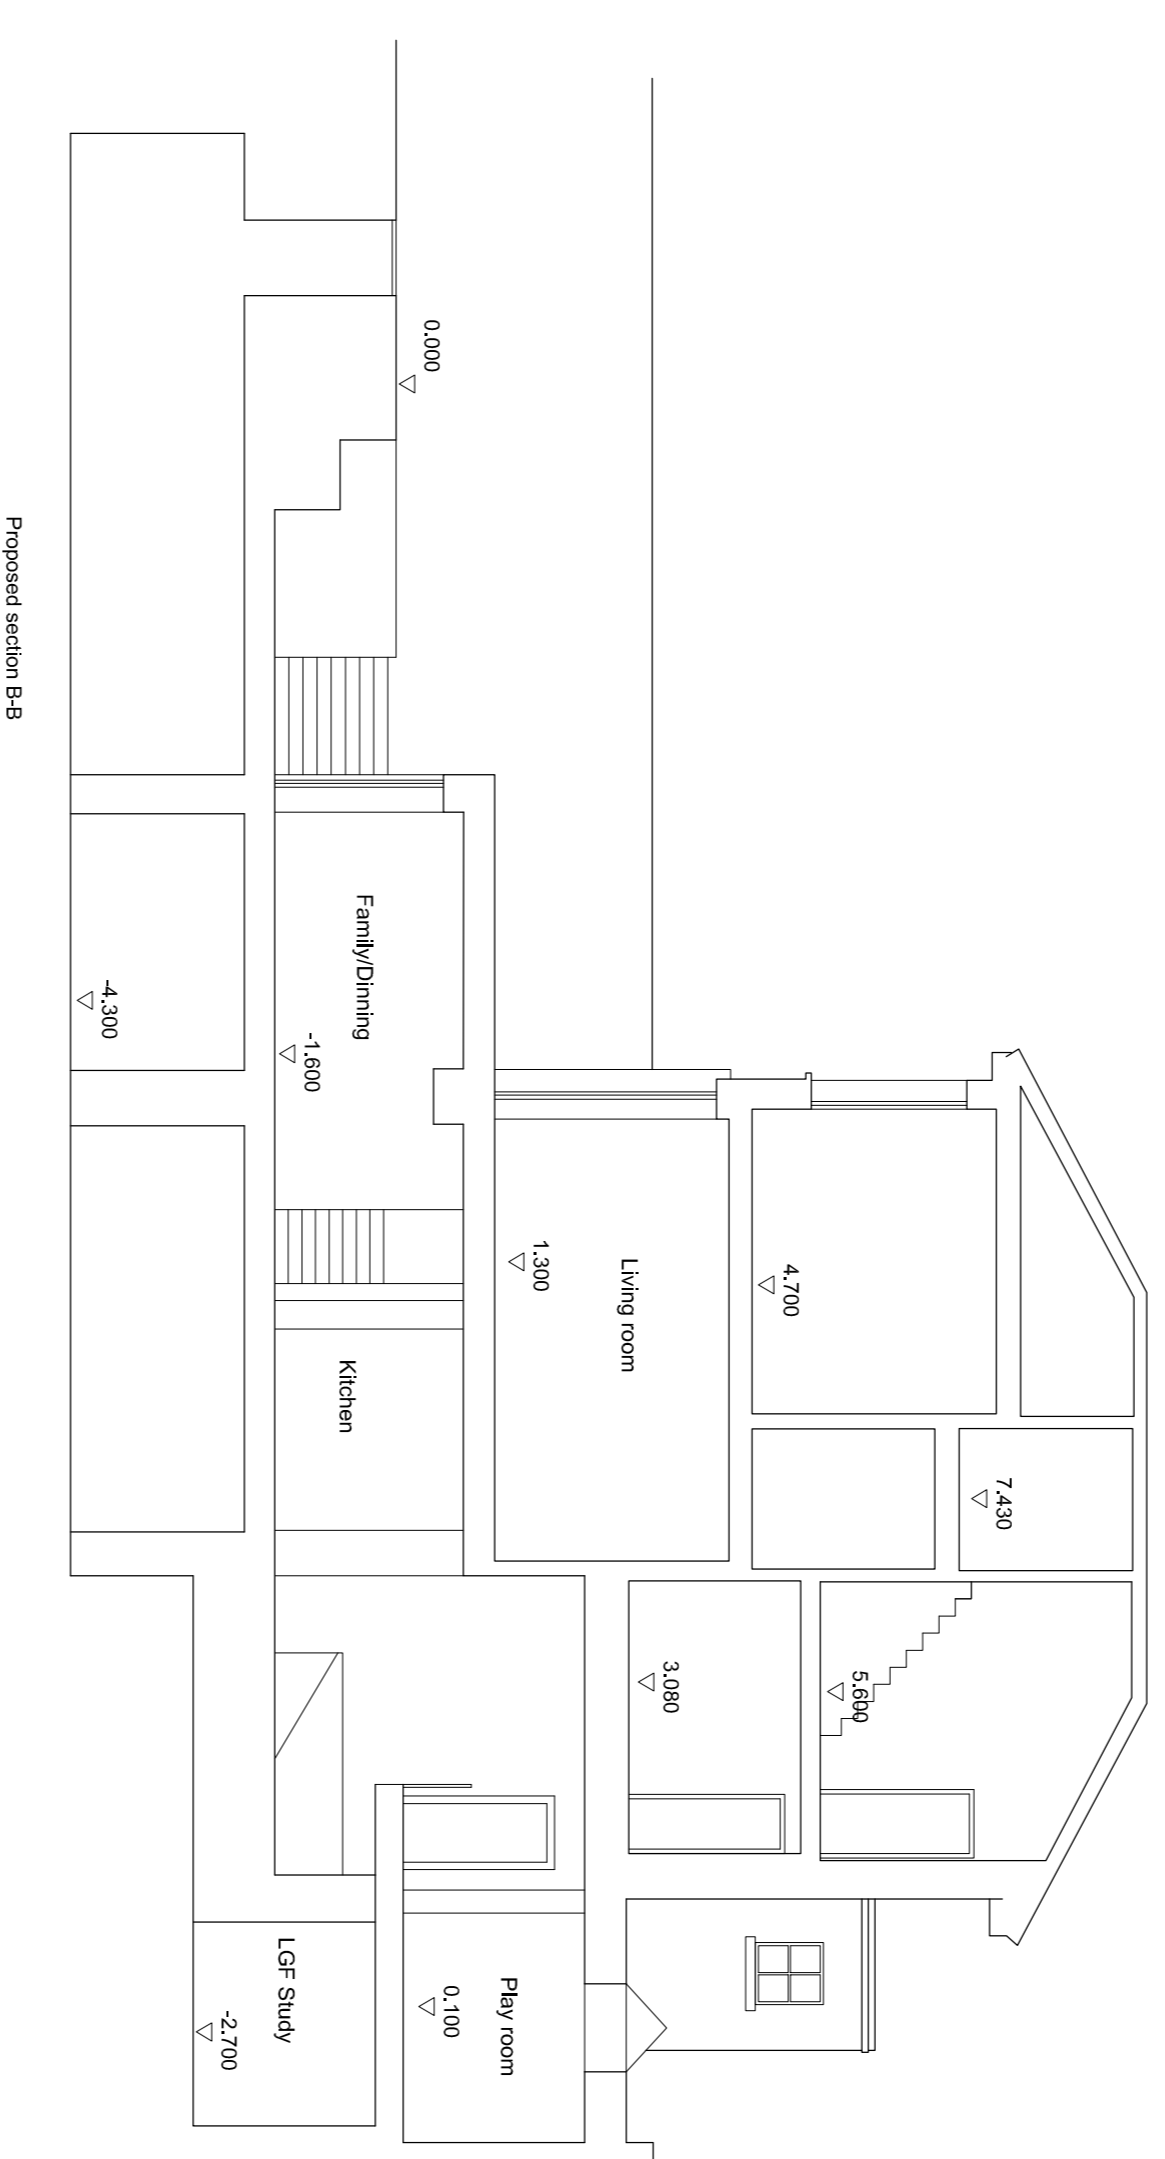 7.430
5.600
4.700
3.080
Living room
1.300
Play room
0.100
0.000
Family/Dinning
Kitchen
-1.600
LGF Study
-2.700
-4.300
Proposed section B-B